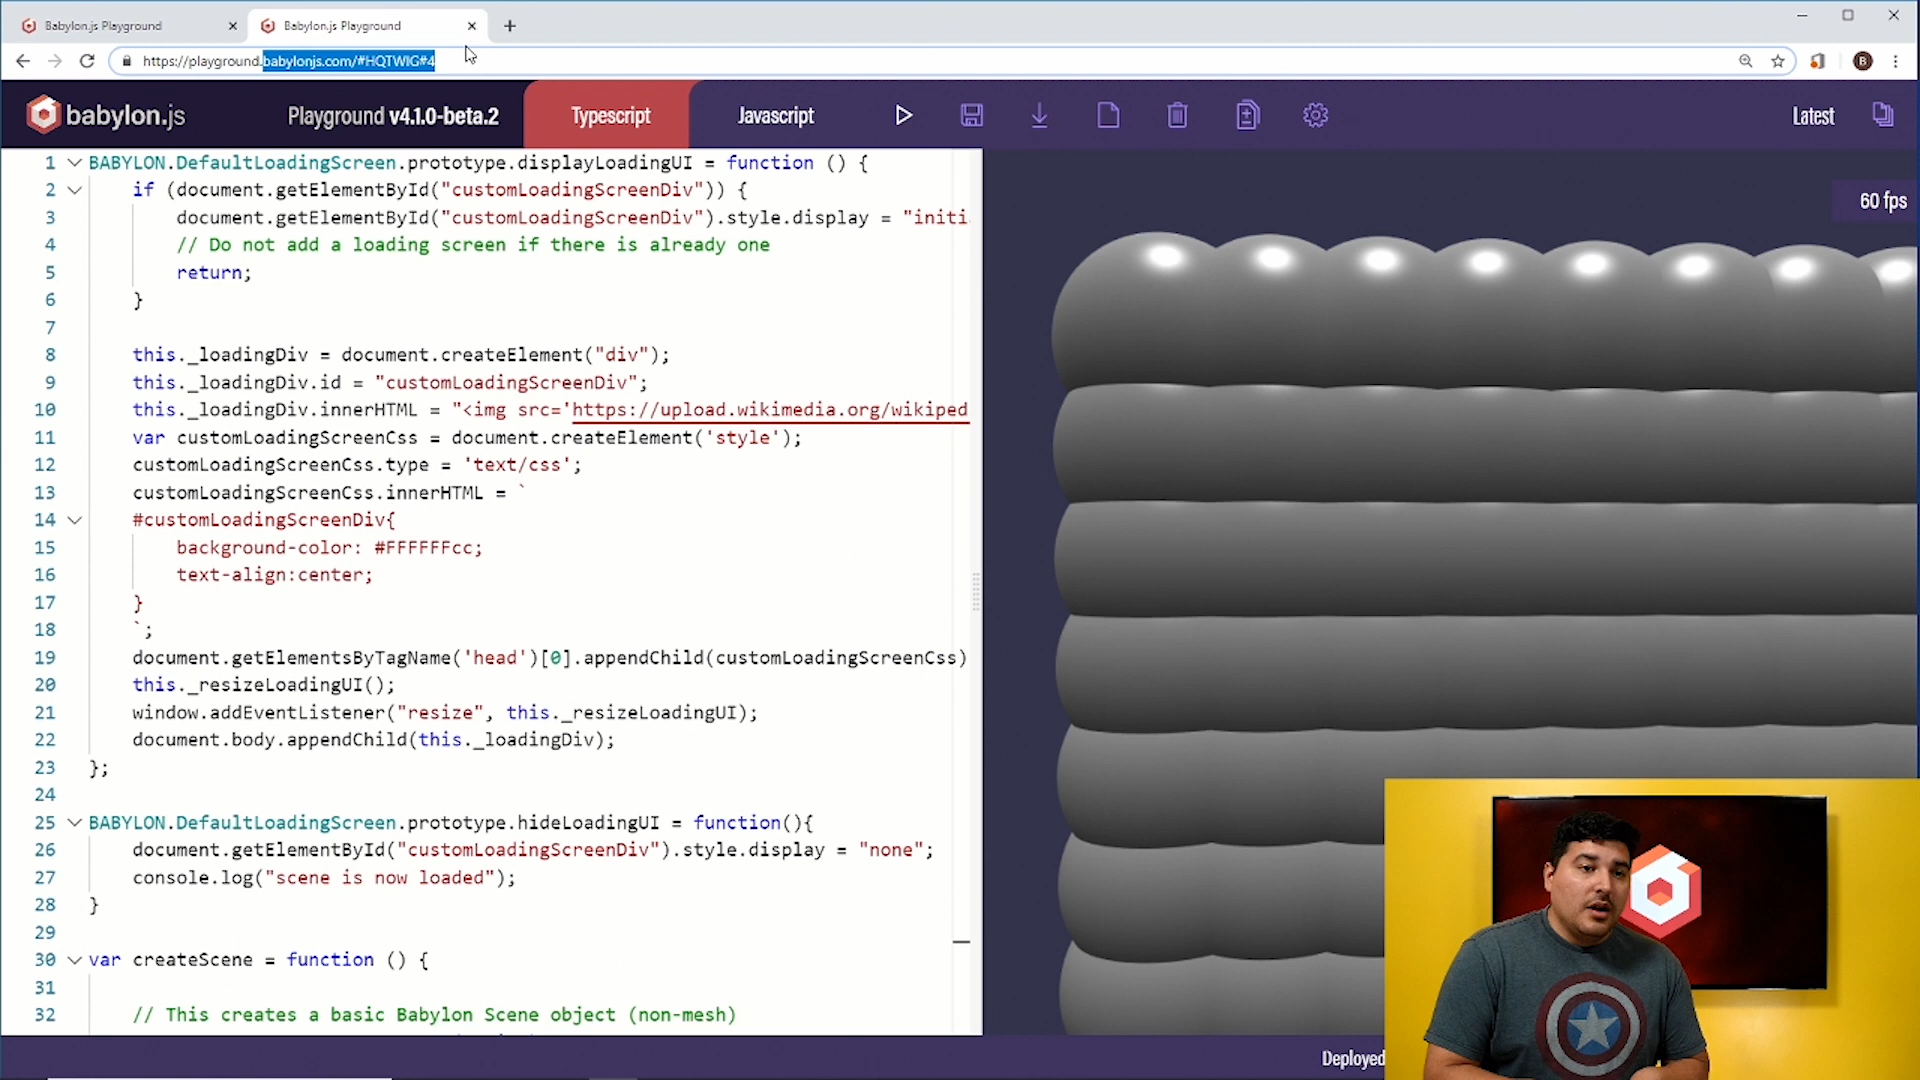 Babylon.js Playground
Babylon.js Playground
https://playground.babylonjs.com/#HQTWIG#4
B
babylon.js
Playground v4.1.0-beta.2
Typescript
Javascript
Latest
60 fps
1 BABYLON.DefaultLoadingScreen.prototype.displayLoadingUI = function () {
2 if (document.getElementById("customLoadingScreenDiv")) {
3 document.getElementById("customLoadingScreenDiv").style.display = "initi
4 // Do not add a loading screen if there is already one
5 return;
6 }
7
8 this._loadingDiv = document.createElement("div");
9 this._loadingDiv.id = "customLoadingScreenDiv";
10 this._loadingDiv.innerHTML = "<img src='https://upload.wikimedia.org/wikiped
11 var customLoadingScreenCss = document.createElement('style');
12 customLoadingScreenCss.type = 'text/css';
13 customLoadingScreenCss.innerHTML = `
14 #customLoadingScreenDiv{
15 background-color: #FFFFFFcc;
16 text-align:center;
17 }
18 `;
19 document.getElementsByTagName('head')[0].appendChild(customLoadingScreenCss)
20 this._resizeLoadingUI();
21 window.addEventListener("resize", this._resizeLoadingUI);
22 document.body.appendChild(this._loadingDiv);
23 };
24
25 BABYLON.DefaultLoadingScreen.prototype.hideLoadingUI = function(){
26 document.getElementById("customLoadingScreenDiv").style.display = "none";
27 console.log("scene is now loaded");
28 }
29
30 var createScene = function () {
31
32 // This creates a basic Babylon Scene object (non-mesh)
Deployed